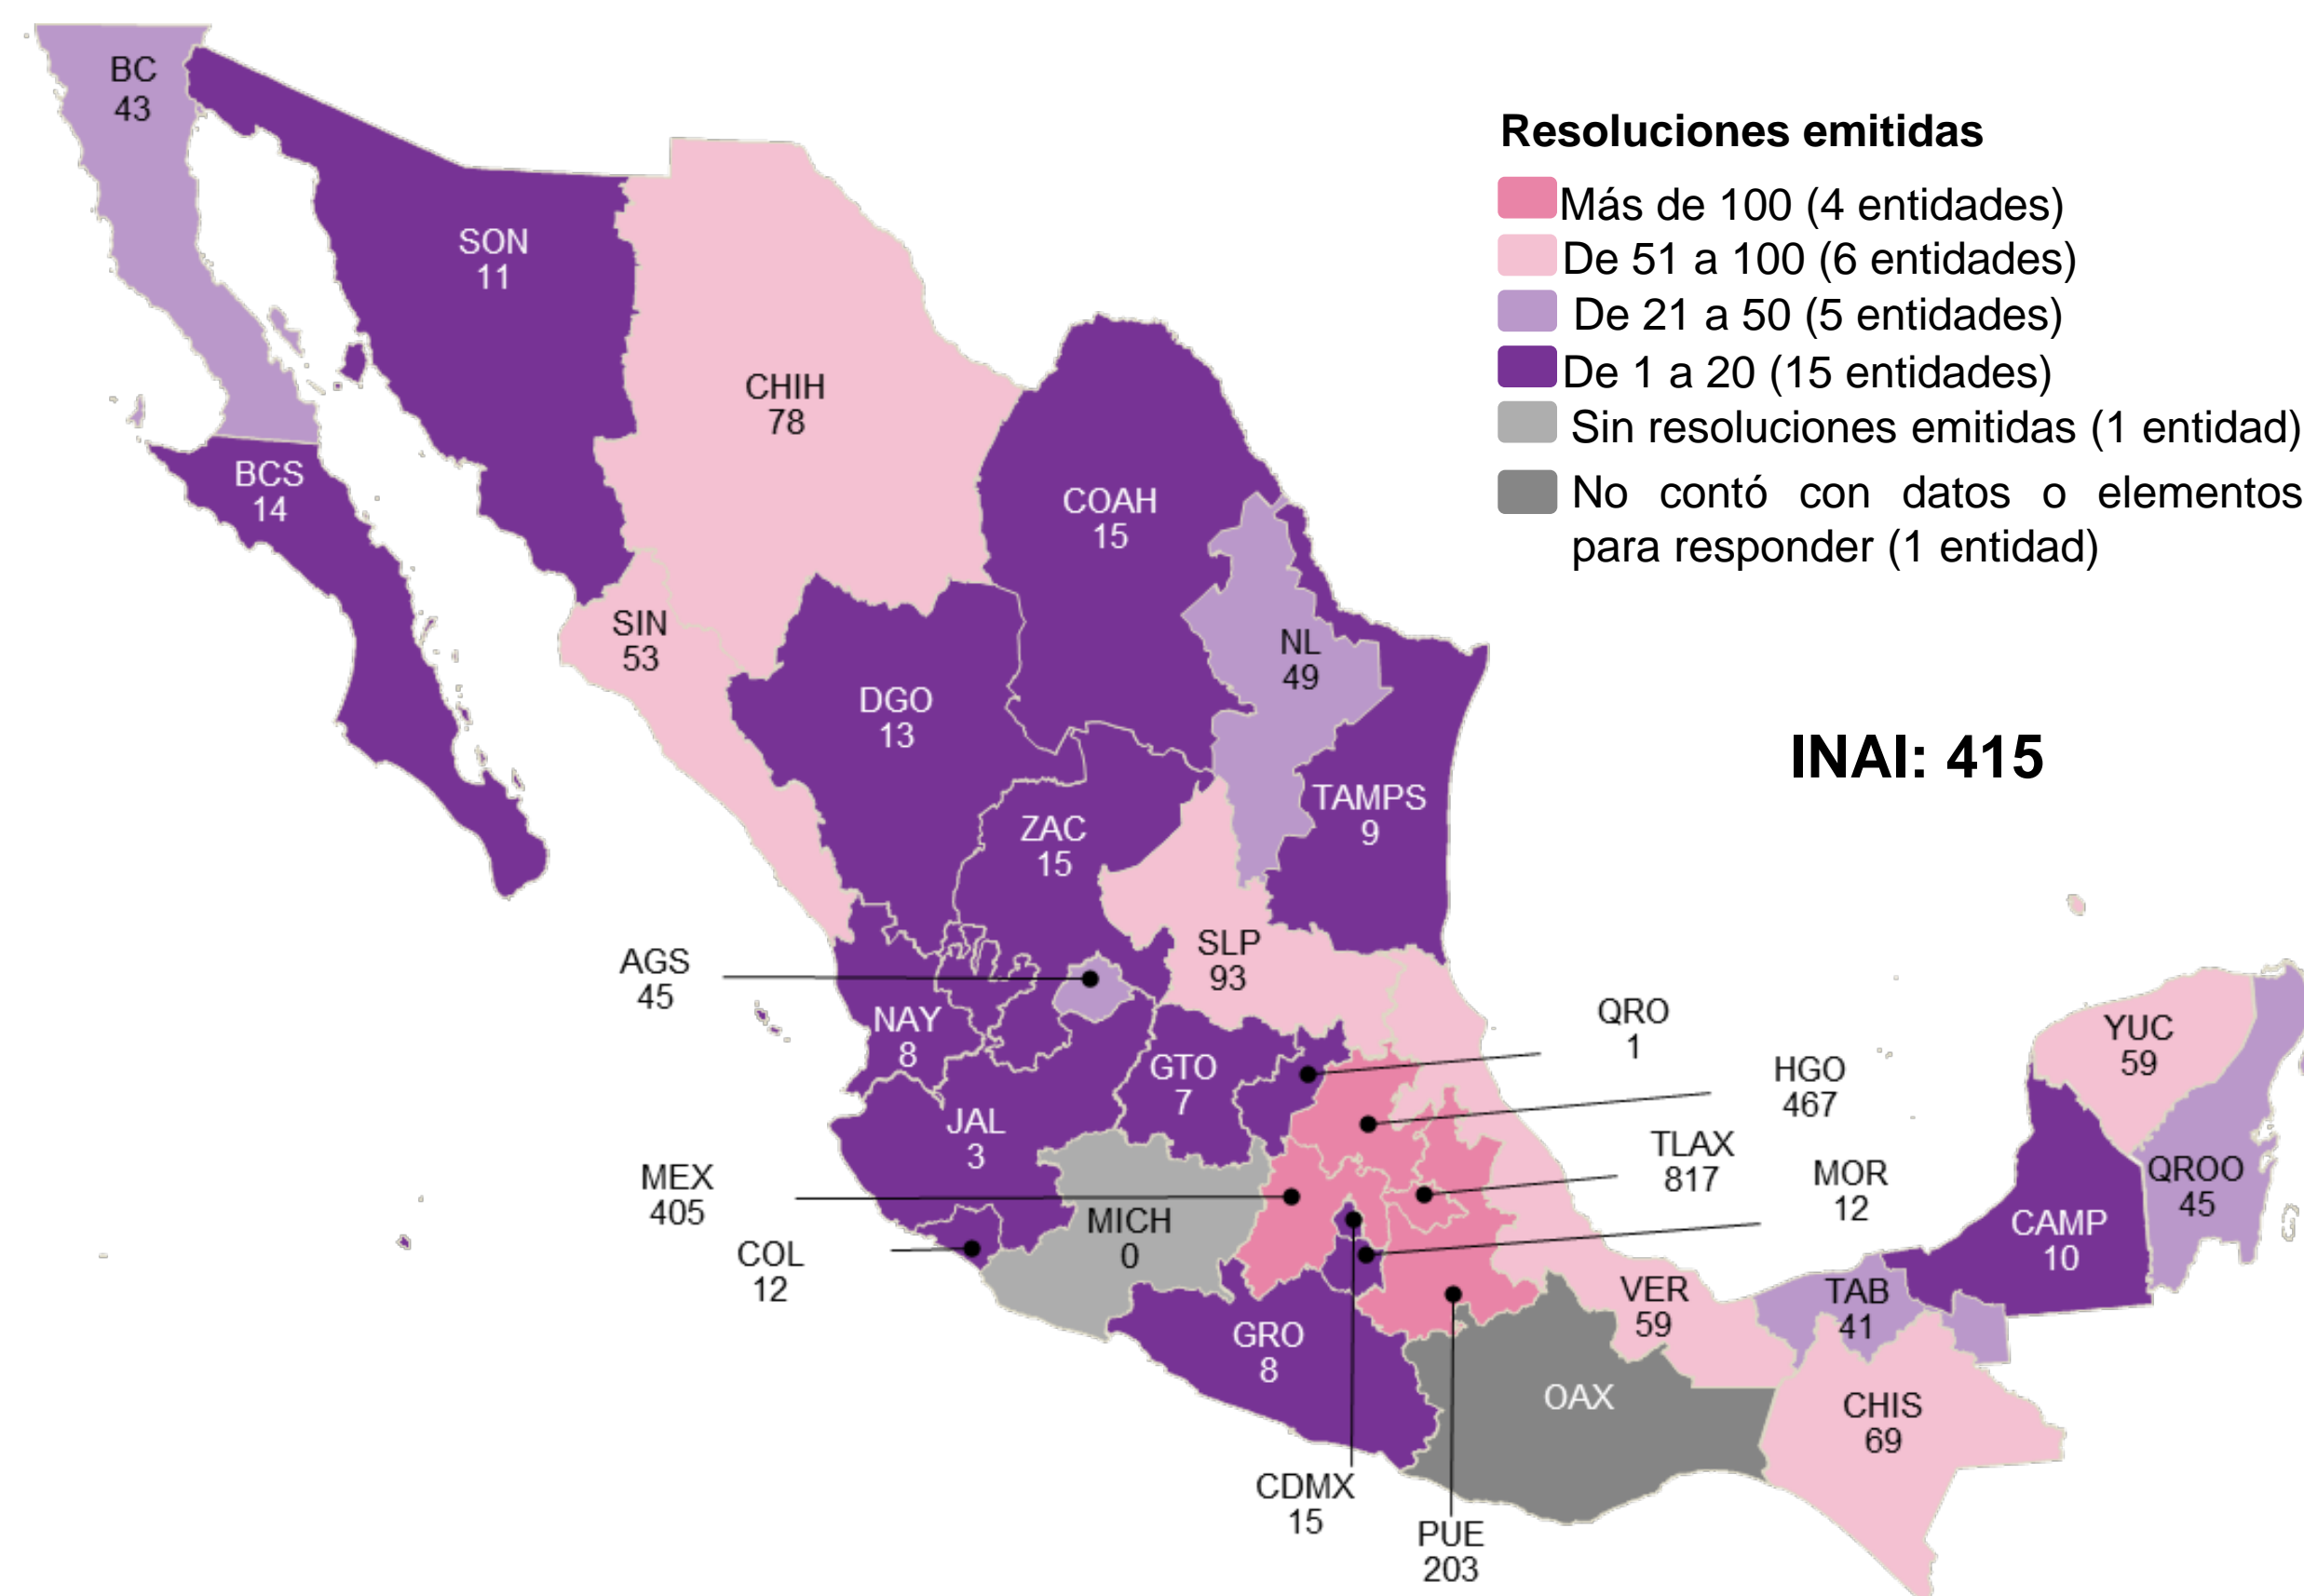 BC
43
Resoluciones emitidas
Más de 100 (4 entidades)
De 51 a 100 (6 entidades)
De 21 a 50 (5 entidades)
De 1 a 20 (15 entidades)
Sin resoluciones emitidas (1 entidad)
No contó con datos o elementos
para responder (1 entidad)
SON
11
CHIH
78
BCS
14
COAH
15
SIN
53
NL
49
DGO
13
INAI: 415
TAMPS
9
ZAC
15
SLP
93
AGS
45
NAY
8
QRO
1
YUC
59
GTO
7
HGO
467
JAL
3
TLAX
817
MEX
405
MOR
12
QROO
45
MICH
0
CAMP
10
COL
12
VER
59
TAB
41
GRO
8
OAX
CHIS
69
CDMX
15
PUE
203